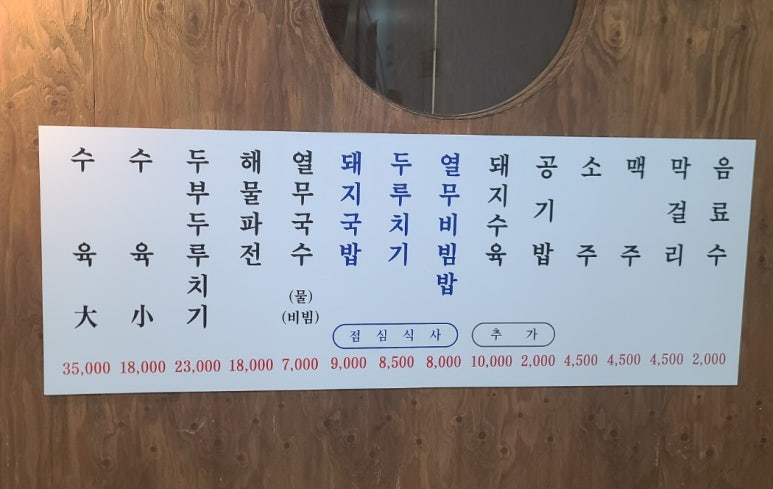 수육 大 35,000
수육 小 18,000
두부두루치기 23,000
해물파전 18,000
열무국수 (물) (비빔) 7,000
돼지국밥 9,000
두루치기 8,500
열무비빔밥 8,000
점심식사
돼지수육 10,000
공기밥 2,000
추가
소주 4,500
맥주 4,500
막걸리 4,500
음료수 2,000